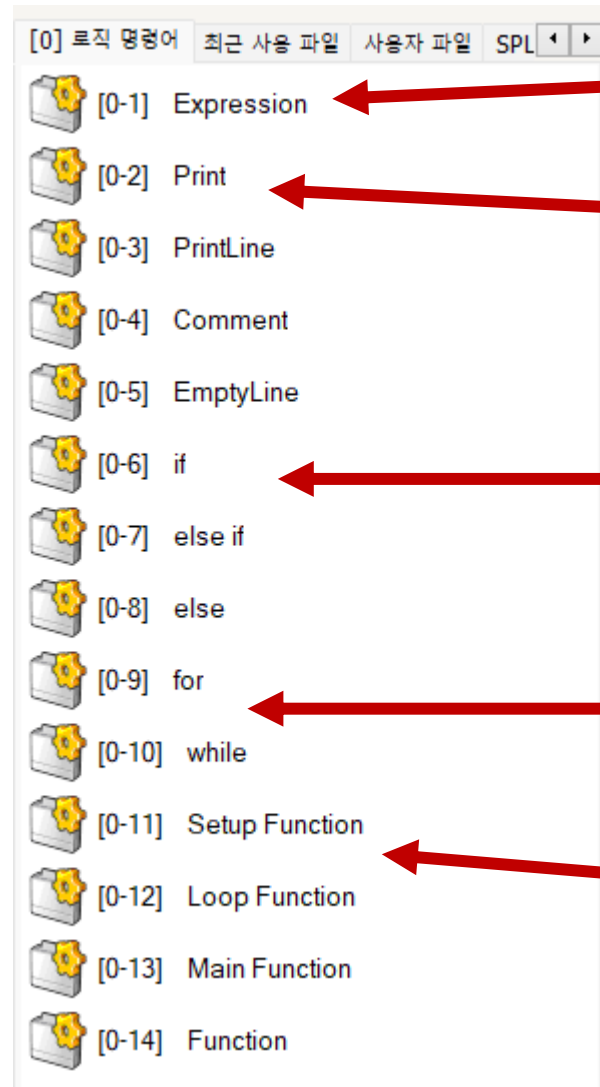 [0] 로직 명령어 최근 사용 파일 사용자 파일 SPL
[0-1] Expression
[0-2] Print
[0-3] PrintLine
[0-4] Comment
[0-5] EmptyLine
[0-6] if
[0-7] else if
[0-8] else
[0-9] for
[0-10] while
[0-11] Setup Function
[0-12] Loop Function
[0-13] Main Function
[0-14] Function